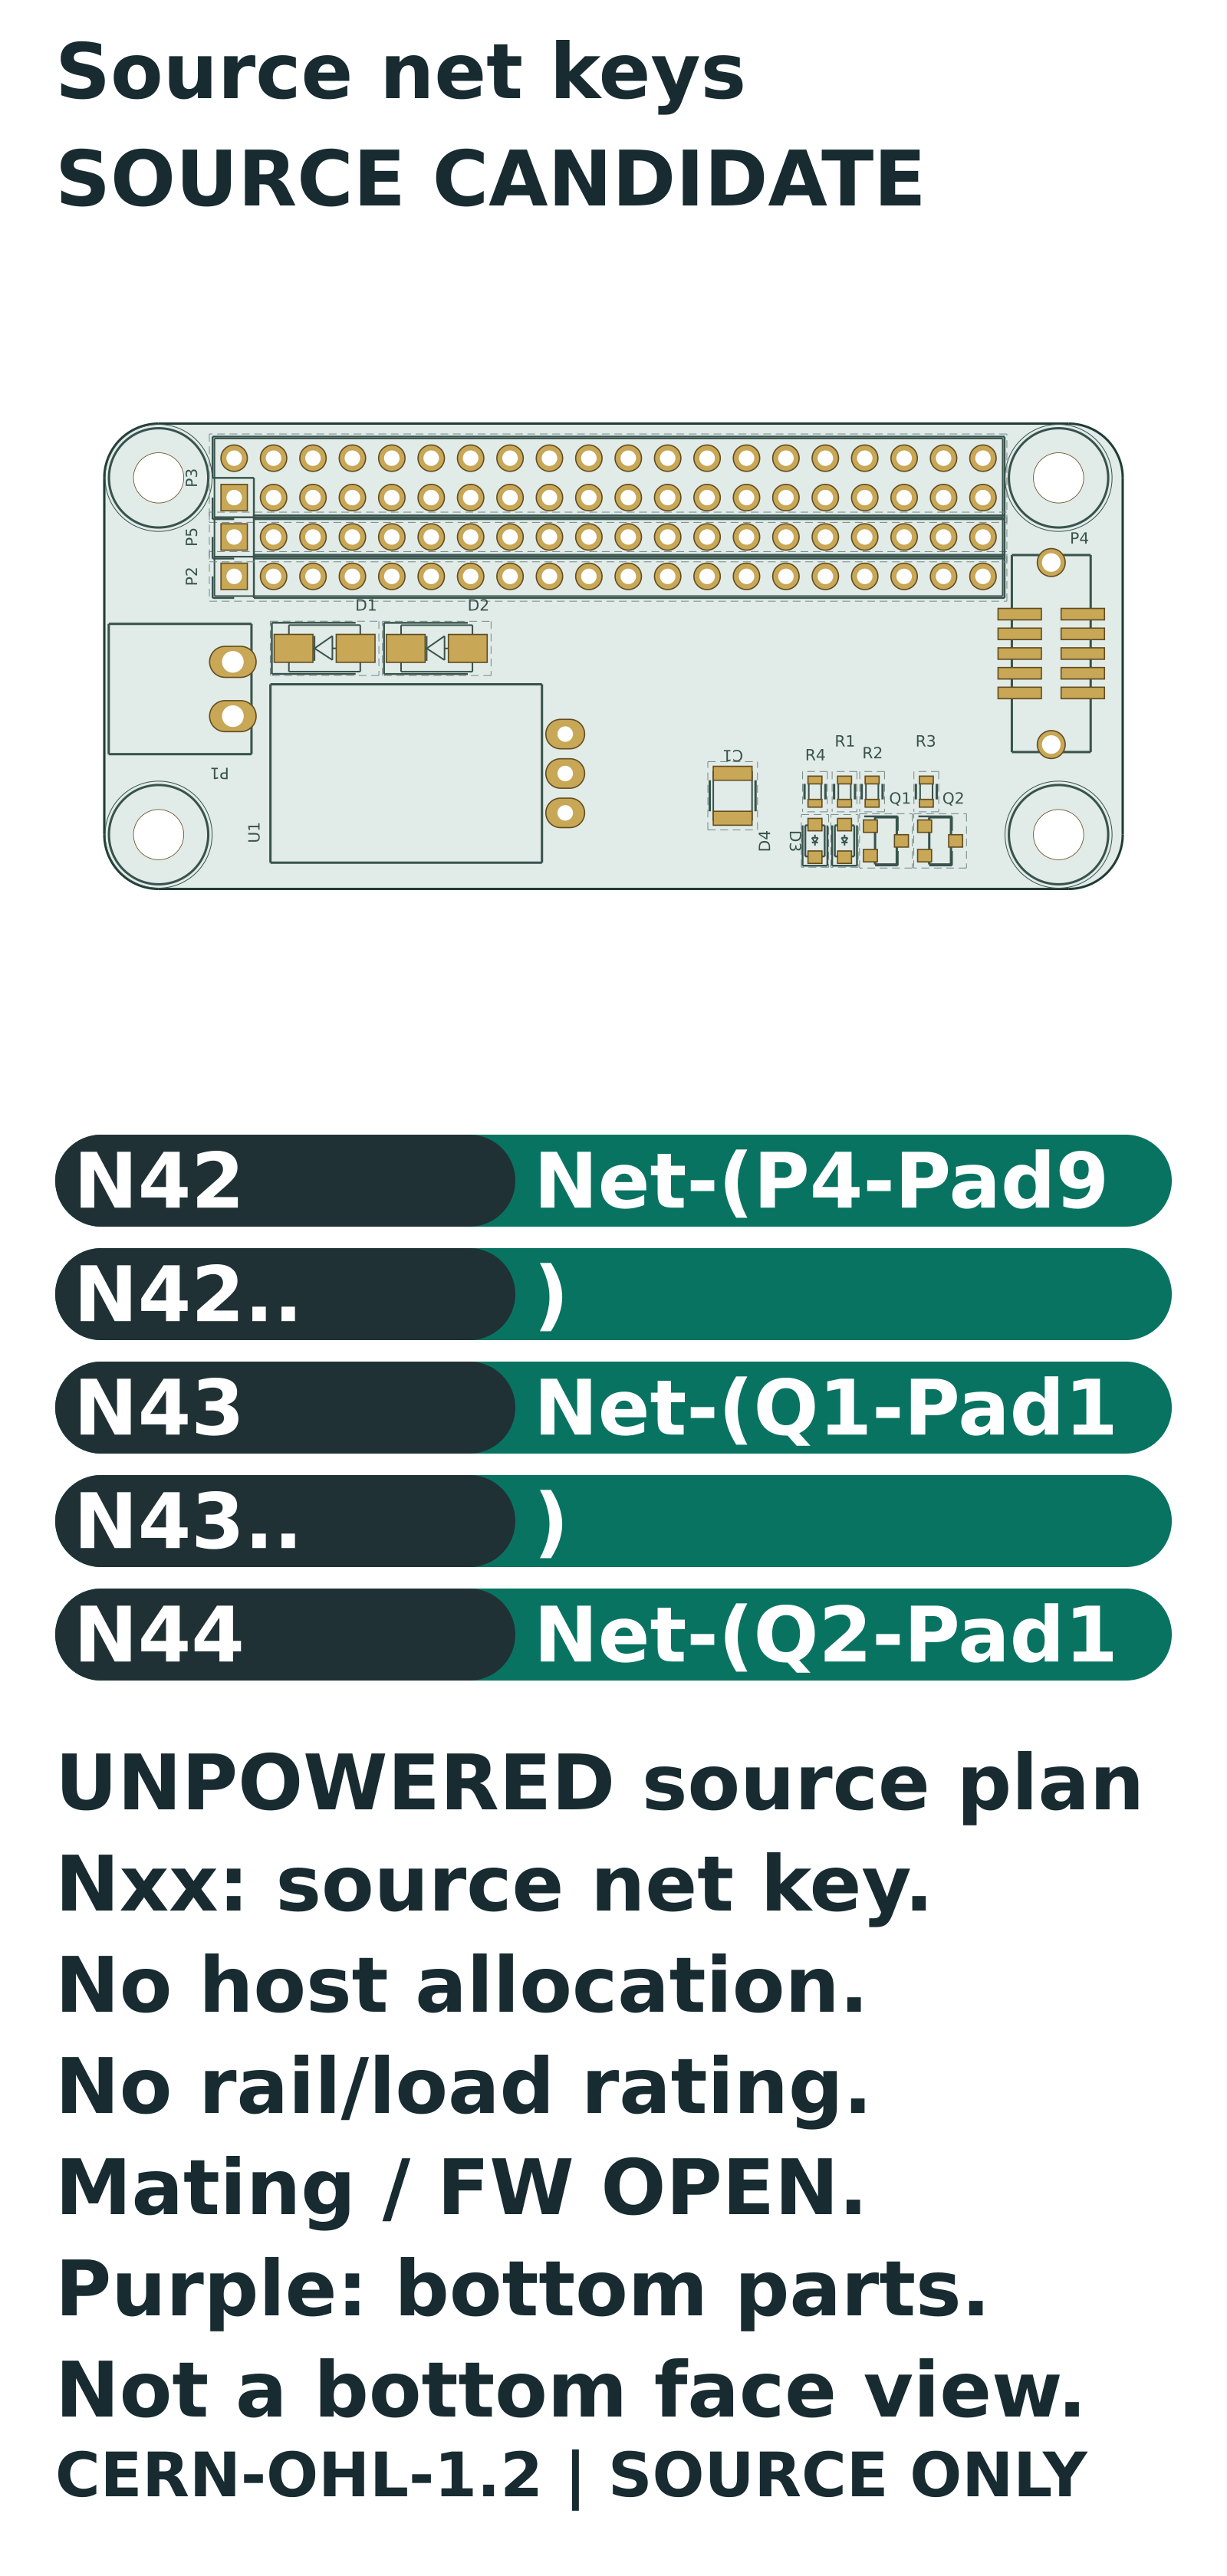 Source net keys
SOURCE CANDIDATE
P3
P5
P2
P4
D1 D2
P1
U1
C1
R4 R1 R2 R3
Q1 Q2
D4 D3
N42 Net-(P4-Pad9
N42.. )
N43 Net-(Q1-Pad1
N43.. )
N44 Net-(Q2-Pad1
UNPOWERED source plan
Nxx: source net key.
No host allocation.
No rail/load rating.
Mating / FW OPEN.
Purple: bottom parts.
Not a bottom face view.
CERN-OHL-1.2 | SOURCE ONLY